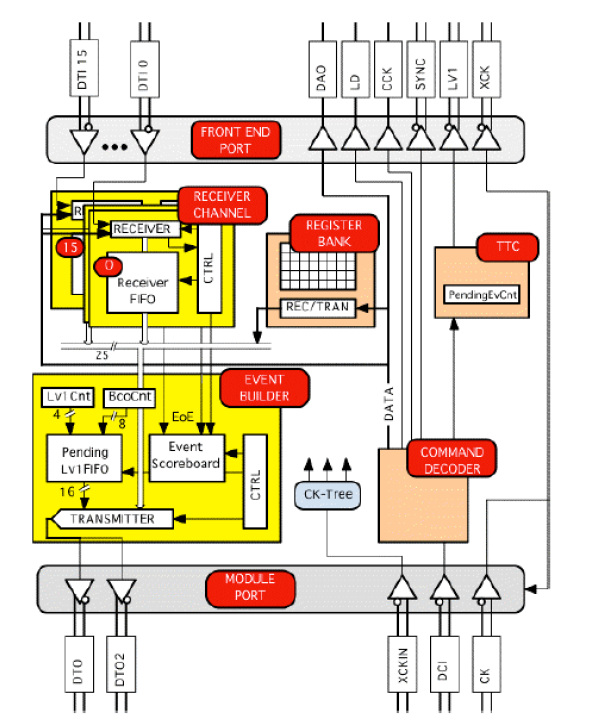 DTI 15
DTI 0
DAO
LD
CCK
SYNC
LV1
XCK
FRONT END
PORT
RECEIVER
CHANNEL
RECEIVER
15
0
Receiver
FIFO
CTRL
REGISTER
BANK
REC/TRAN
TTC
PendingEvCnt
25
EVENT
BUILDER
Lv1Cnt
BcoCnt
4
8
EoE
Pending
Lv1FIFO
Event
Scoreboard
CTRL
16
TRANSMITTER
DATA
COMMAND
DECODER
CK-Tree
MODULE
PORT
DTO
DTO2
XCKIN
DCI
CK